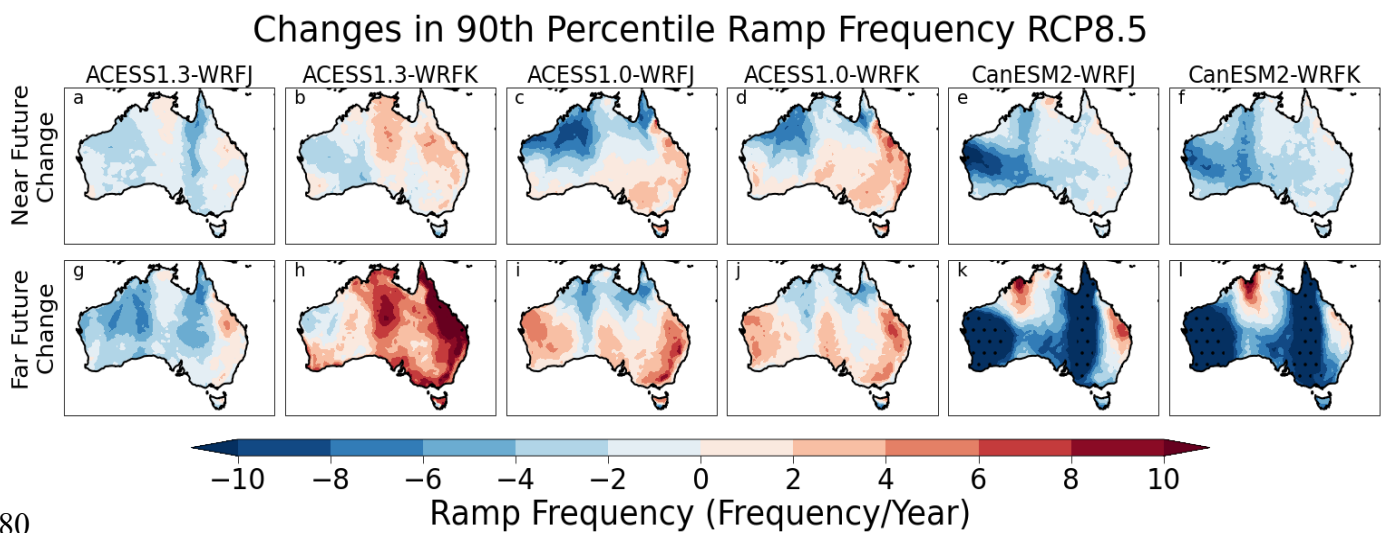 Changes in 90th Percentile Ramp Frequency RCP8.5
ACESS1.3-WRFJ ACESS1.3-WRFK ACESS1.0-WRFJ ACESS1.0-WRFK CanESM2-WRFJ CanESM2-WRFK
Near Future
Change
a b c d e f
Far Future
Change
g h i j k l
−10 −8 −6 −4 −2 0 2 4 6 8 10
Ramp Frequency (Frequency/Year)
80